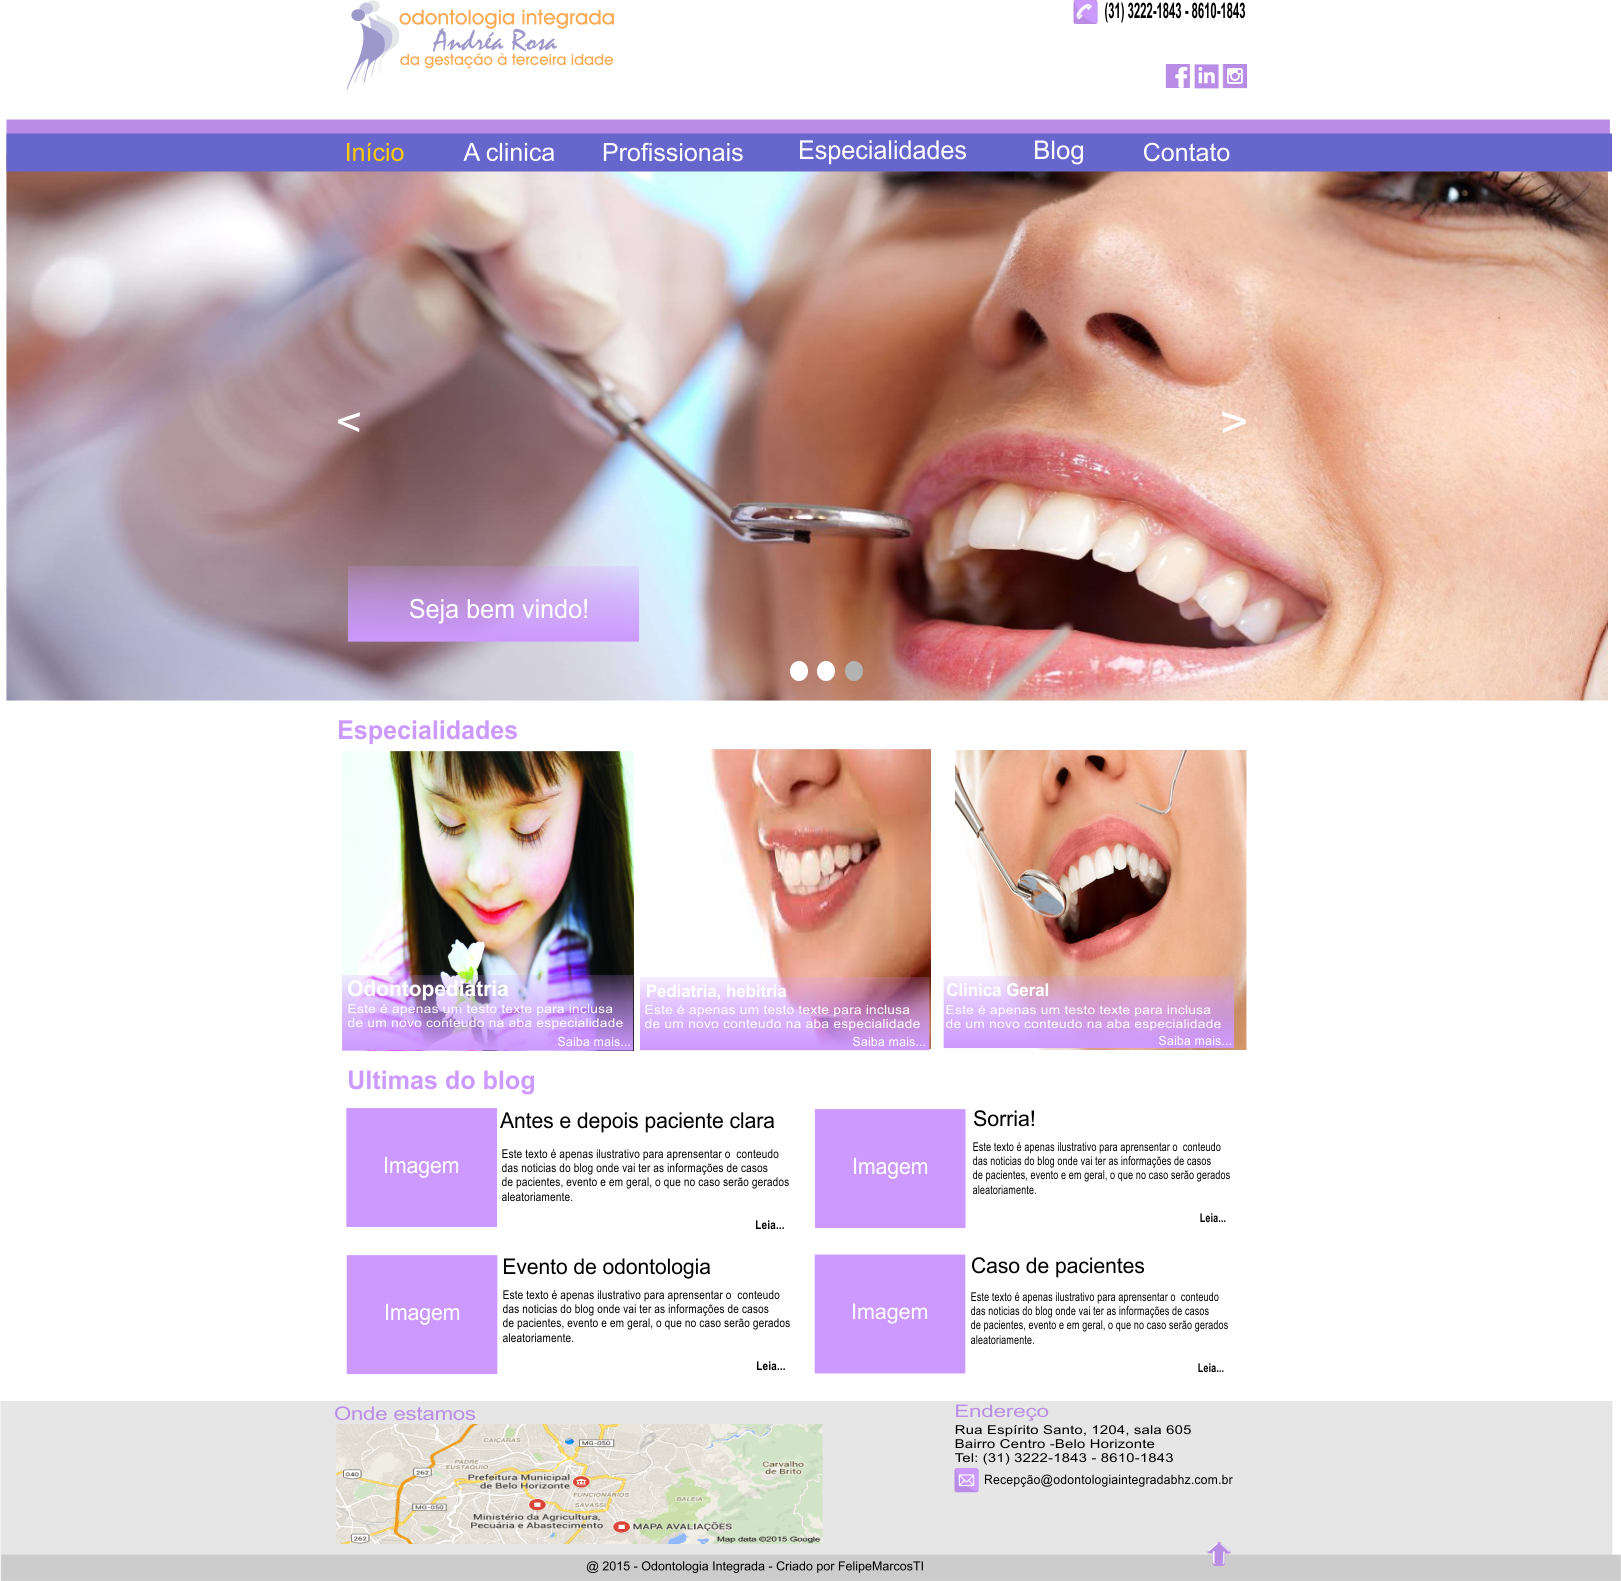 odontologia integrada
Andréa Rosa
da gestação à terceira idade
(31) 3222-1843 - 8610-1843
Início A clinica Profissionais Especialidades Blog Contato
< >
Seja bem vindo!
Especialidades
Odontopediatria
Este é apenas um testo texte para inclusa
de um novo conteudo na aba especialidade
Saiba mais...
Pediatria, hebitria
Este é apenas um testo texte para inclusa
de um novo conteudo na aba especialidade
Saiba mais...
Clinica Geral
Este é apenas um testo texte para inclusa
de um novo conteudo na aba especialidade
Saiba mais...
Ultimas do blog
Imagem
Antes e depois paciente clara
Este texto é apenas ilustrativo para aprensentar o conteudo
das noticias do blog onde vai ter as informações de casos
de pacientes, evento e em geral, o que no caso serão gerados
aleatoriamente.
Leia...
Imagem
Sorria!
Este texto é apenas ilustrativo para aprensentar o conteudo
das noticias do blog onde vai ter as informações de casos
de pacientes, evento e em geral, o que no caso serão gerados
aleatoriamente.
Leia...
Imagem
Evento de odontologia
Este texto é apenas ilustrativo para aprensentar o conteudo
das noticias do blog onde vai ter as informações de casos
de pacientes, evento e em geral, o que no caso serão gerados
aleatoriamente.
Leia...
Imagem
Caso de pacientes
Este texto é apenas ilustrativo para aprensentar o conteudo
das noticias do blog onde vai ter as informações de casos
de pacientes, evento e em geral, o que no caso serão gerados
aleatoriamente.
Leia...
Onde estamos
CAIÇARAS
MG-050
PADRE
EUSTÁQUIO
040
262
Carvalho
de Brito
Prefeitura Municipal
de Belo Horizonte
FUNCIONÁRIOS
SAVASSI
BALEIA
MG-050
Ministério da Agricultura,
Pecuária e Abastecimento
MAPA AVALIAÇÕES
262
Map data ©2015 Google
Endereço
Rua Espírito Santo, 1204, sala 605
Bairro Centro -Belo Horizonte
Tel: (31) 3222-1843 - 8610-1843
Recepção@odontologiaintegradabhz.com.br
@ 2015 - Odontologia Integrada - Criado por FelipeMarcosTI